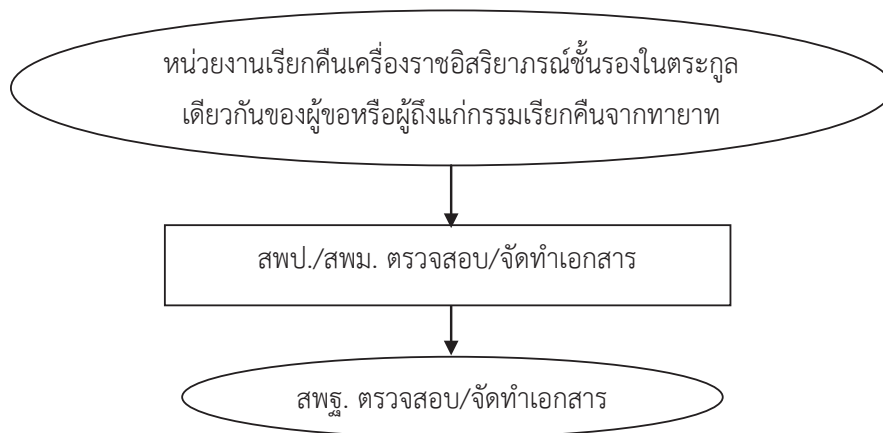 หน่วยงานเรียกคืนเครื่องราชอิสริยาภรณ์ชั้นรองในตระกูล
เดียวกันของผู้ขอหรือผู้ถึงแก่กรรมเรียกคืนจากทายาท
สพป./สพม. ตรวจสอบ/จัดทำเอกสาร
สพฐ. ตรวจสอบ/จัดทำเอกสาร